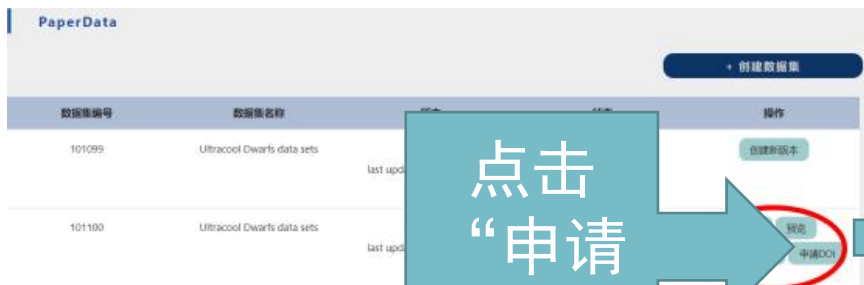 PaperData
+ 创建数据集
数据集编号 数据集名称 操作
101099 Ultracool Dwarfs data sets 创建新版本
last upd
101100 Ultracool Dwarfs data sets 预览
last upd 申请DOI
点击
“申请